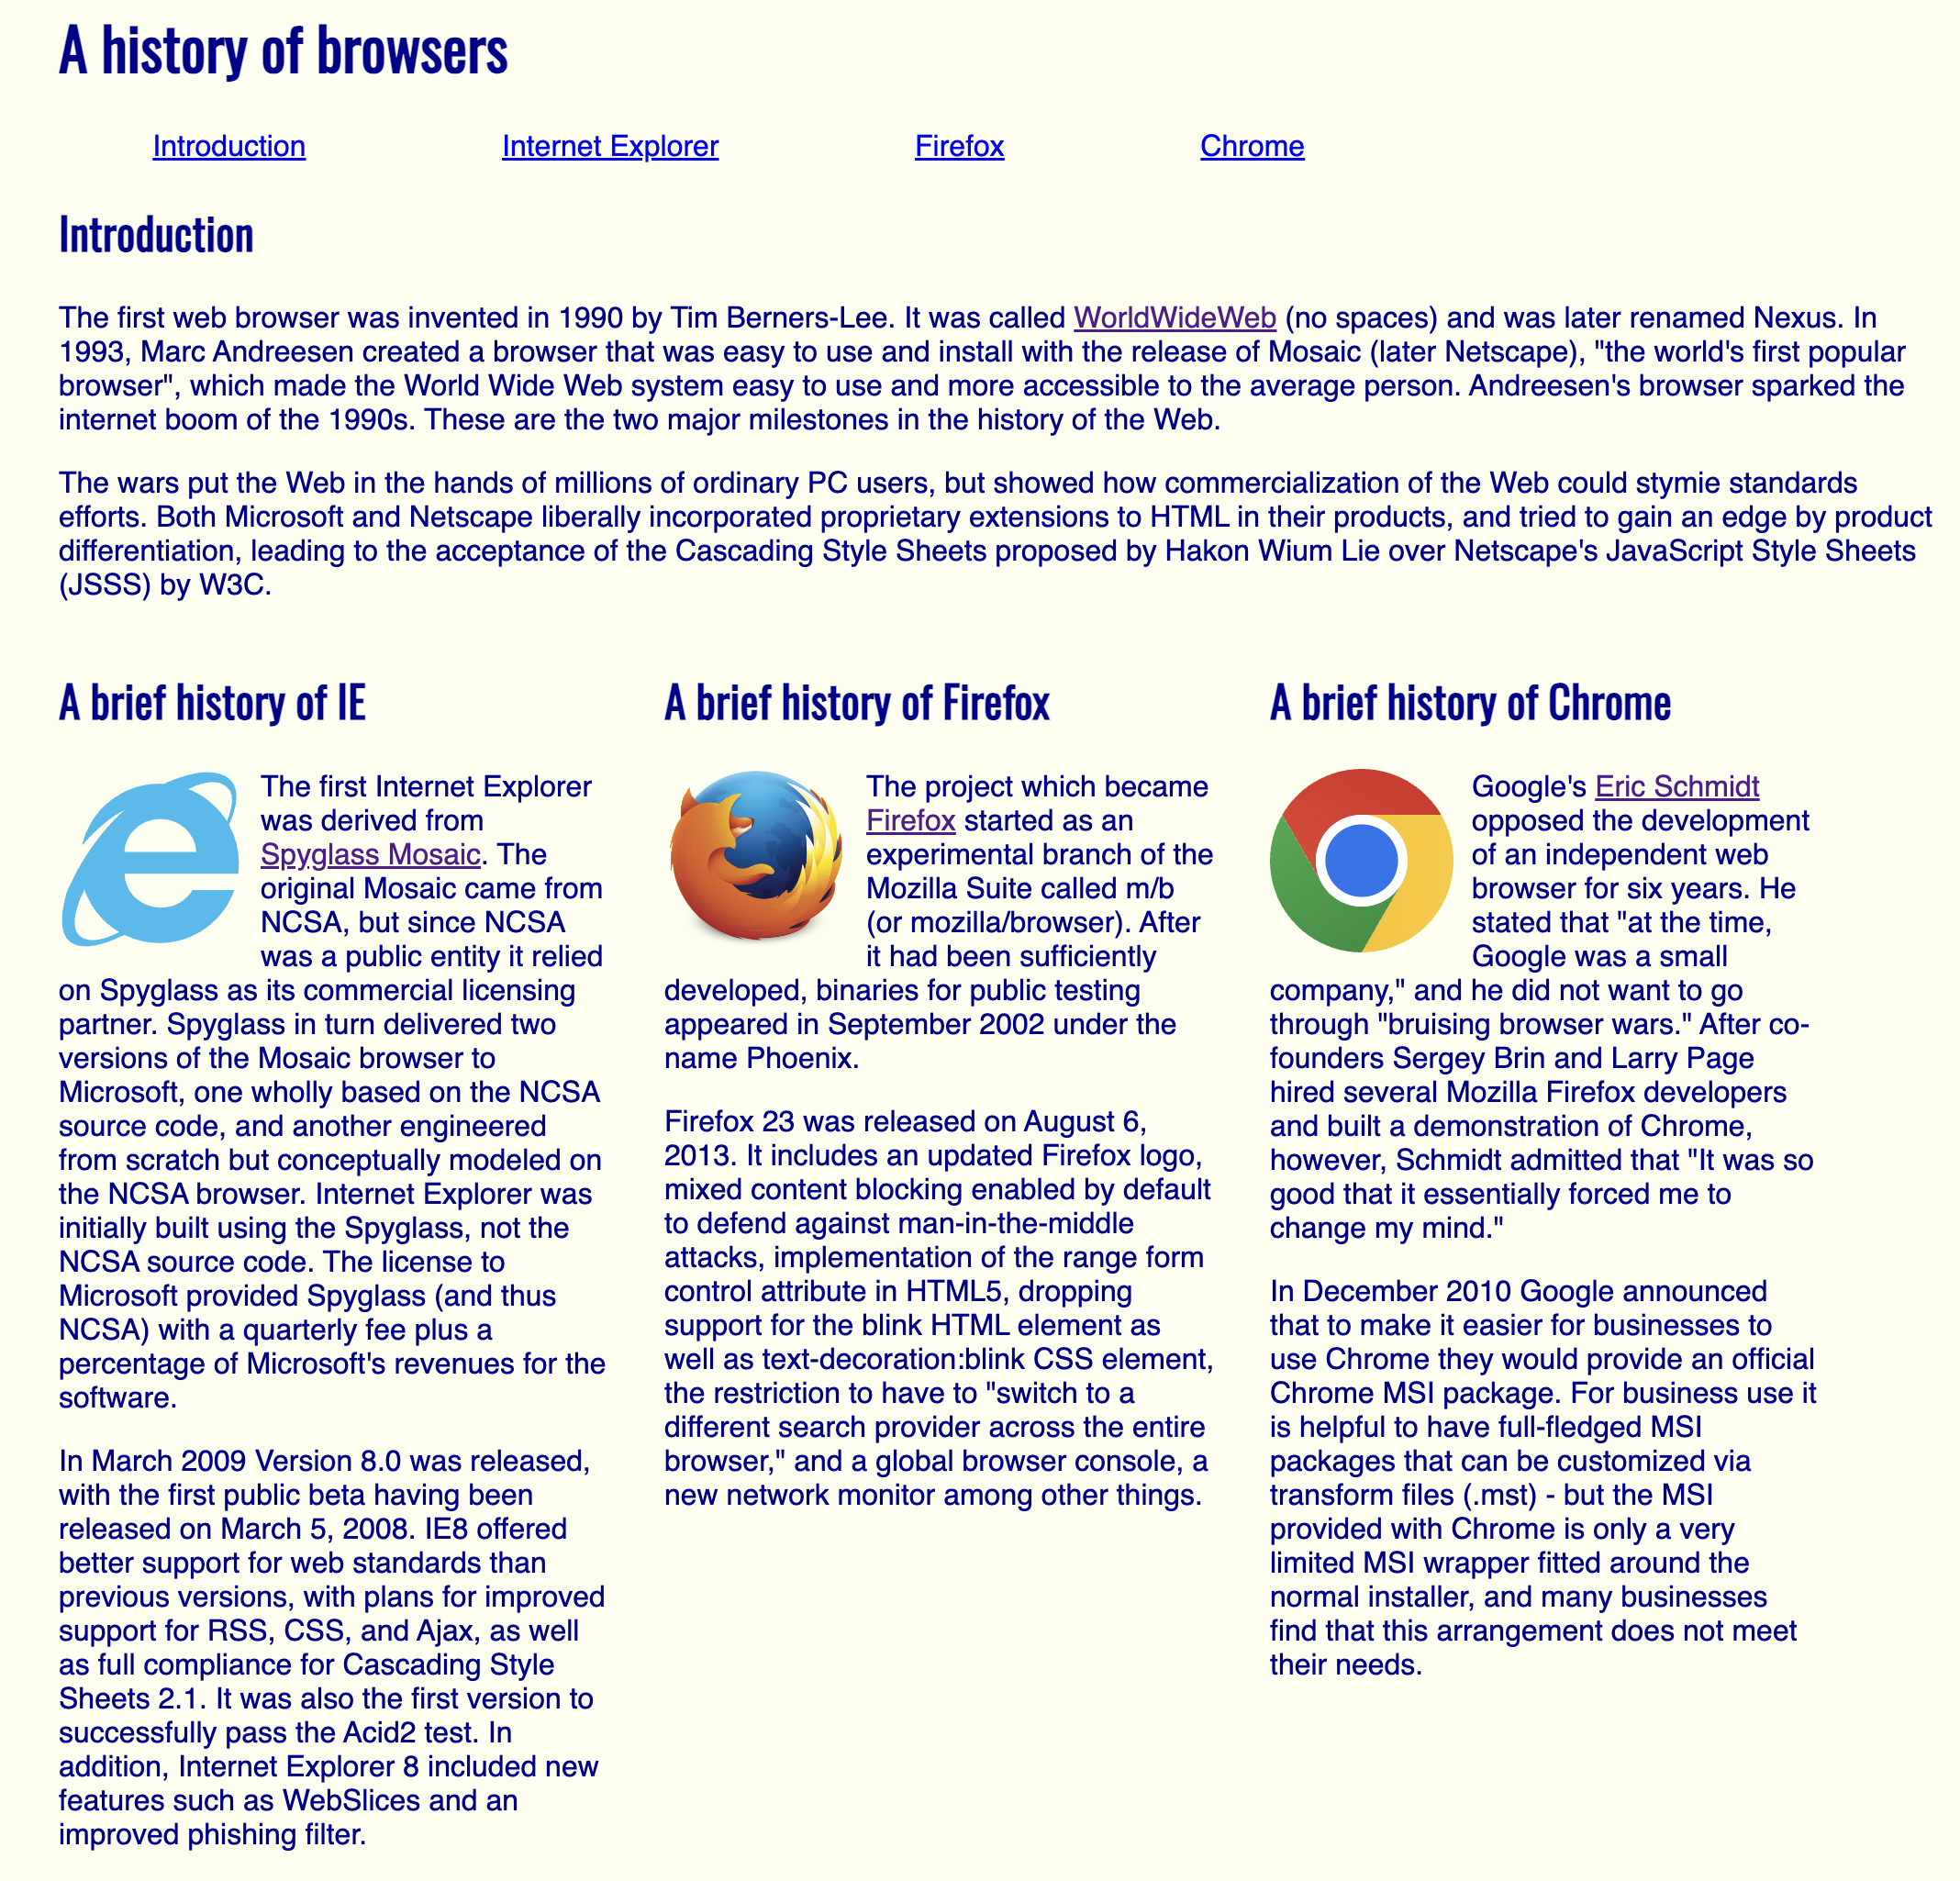 A history of browsers
Introduction
Internet Explorer
Firefox
Chrome
Introduction
The first web browser was invented in 1990 by Tim Berners-Lee. It was called WorldWideWeb (no spaces) and was later renamed Nexus. In
1993, Marc Andreesen created a browser that was easy to use and install with the release of Mosaic (later Netscape), "the world's first popular
browser", which made the World Wide Web system easy to use and more accessible to the average person. Andreesen's browser sparked the
internet boom of the 1990s. These are the two major milestones in the history of the Web.
The wars put the Web in the hands of millions of ordinary PC users, but showed how commercialization of the Web could stymie standards
efforts. Both Microsoft and Netscape liberally incorporated proprietary extensions to HTML in their products, and tried to gain an edge by product
differentiation, leading to the acceptance of the Cascading Style Sheets proposed by Hakon Wium Lie over Netscape's JavaScript Style Sheets
(JSSS) by W3C.
A brief history of IE
The first Internet Explorer
was derived from
Spyglass Mosaic. The
original Mosaic came from
NCSA, but since NCSA
was a public entity it relied
on Spyglass as its commercial licensing
partner. Spyglass in turn delivered two
versions of the Mosaic browser to
Microsoft, one wholly based on the NCSA
source code, and another engineered
from scratch but conceptually modeled on
the NCSA browser. Internet Explorer was
initially built using the Spyglass, not the
NCSA source code. The license to
Microsoft provided Spyglass (and thus
NCSA) with a quarterly fee plus a
percentage of Microsoft's revenues for the
software.
In March 2009 Version 8.0 was released,
with the first public beta having been
released on March 5, 2008. IE8 offered
better support for web standards than
previous versions, with plans for improved
support for RSS, CSS, and Ajax, as well
as full compliance for Cascading Style
Sheets 2.1. It was also the first version to
successfully pass the Acid2 test. In
addition, Internet Explorer 8 included new
features such as WebSlices and an
improved phishing filter.
A brief history of Firefox
The project which became
Firefox started as an
experimental branch of the
Mozilla Suite called m/b
(or mozilla/browser). After
it had been sufficiently
developed, binaries for public testing
appeared in September 2002 under the
name Phoenix.
Firefox 23 was released on August 6,
2013. It includes an updated Firefox logo,
mixed content blocking enabled by default
to defend against man-in-the-middle
attacks, implementation of the range form
control attribute in HTML5, dropping
support for the blink HTML element as
well as text-decoration:blink CSS element,
the restriction to have to "switch to a
different search provider across the entire
browser," and a global browser console, a
new network monitor among other things.
A brief history of Chrome
Google's Eric Schmidt
opposed the development
of an independent web
browser for six years. He
stated that "at the time,
Google was a small
company," and he did not want to go
through "bruising browser wars." After co-
founders Sergey Brin and Larry Page
hired several Mozilla Firefox developers
and built a demonstration of Chrome,
however, Schmidt admitted that "It was so
good that it essentially forced me to
change my mind."
In December 2010 Google announced
that to make it easier for businesses to
use Chrome they would provide an official
Chrome MSI package. For business use it
is helpful to have full-fledged MSI
packages that can be customized via
transform files (.mst) - but the MSI
provided with Chrome is only a very
limited MSI wrapper fitted around the
normal installer, and many businesses
find that this arrangement does not meet
their needs.